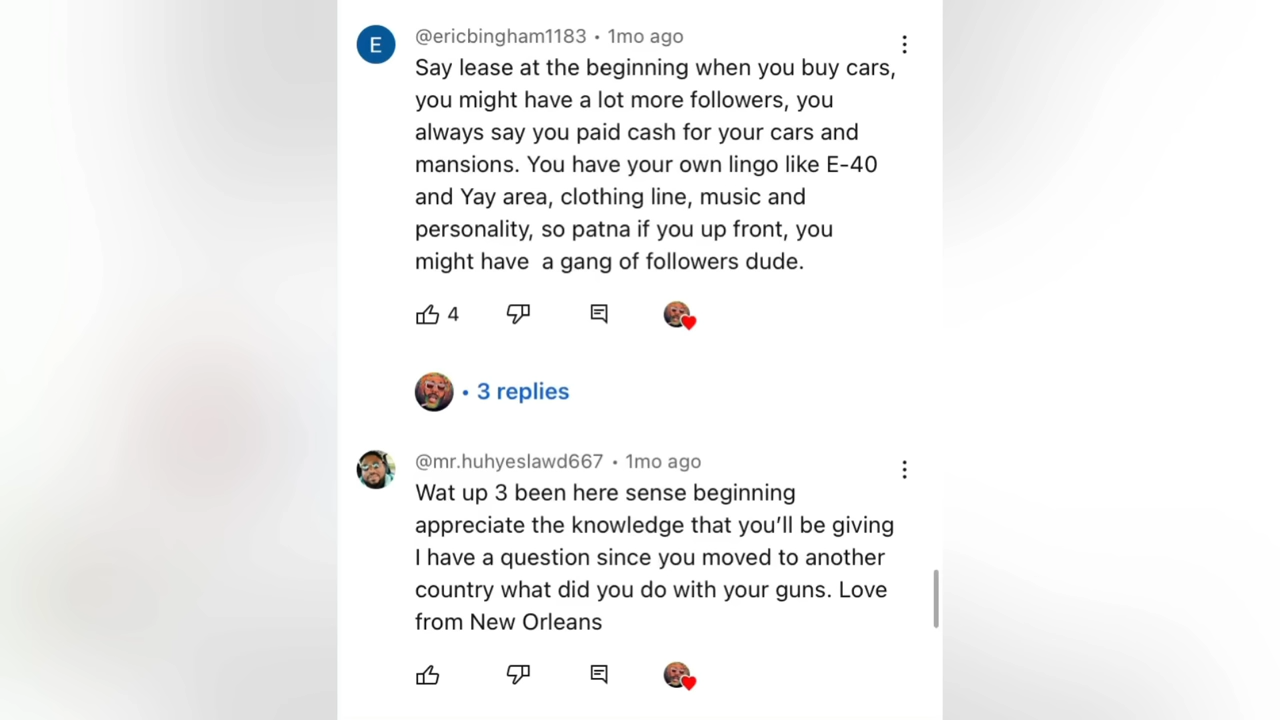 E
@ericbingham1183 • 1mo ago
Say lease at the beginning when you buy cars,
you might have a lot more followers, you
always say you paid cash for your cars and
mansions. You have your own lingo like E-40
and Yay area, clothing line, music and
personality, so patna if you up front, you
might have  a gang of followers dude.
4
• 3 replies
@mr.huhyeslawd667 • 1mo ago
Wat up 3 been here sense beginning
appreciate the knowledge that you’ll be giving
I have a question since you moved to another
country what did you do with your guns. Love
from New Orleans